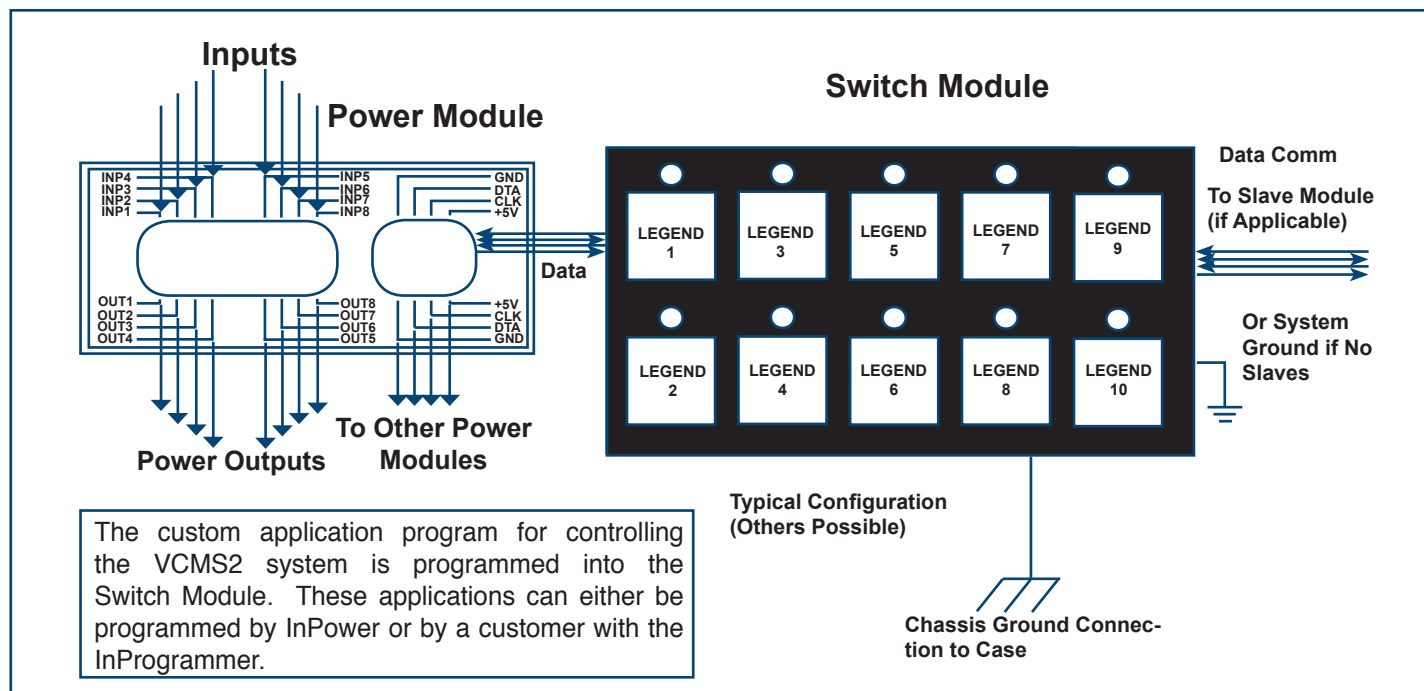 Inputs
Power Module
INP4
INP3
INP2
INP1
INP5
INP6
INP7
INP8
GND
DTA
CLK
+5V
OUT1
OUT2
OUT3
OUT4
OUT8
OUT7
OUT6
OUT5
+5V
CLK
DTA
GND
Data
Power Outputs
To Other Power
Modules
Switch Module
LEGEND
1
LEGEND
3
LEGEND
5
LEGEND
7
LEGEND
9
LEGEND
2
LEGEND
4
LEGEND
6
LEGEND
8
LEGEND
10
Data Comm
To Slave Module
(if Applicable)
Or System
Ground if No
Slaves
Typical Configuration
(Others Possible)
Chassis Ground Connec-
tion to Case
The custom application program for controlling
the VCMS2 system is programmed into the
Switch Module. These applications can either be
programmed by InPower or by a customer with the
InProgrammer.